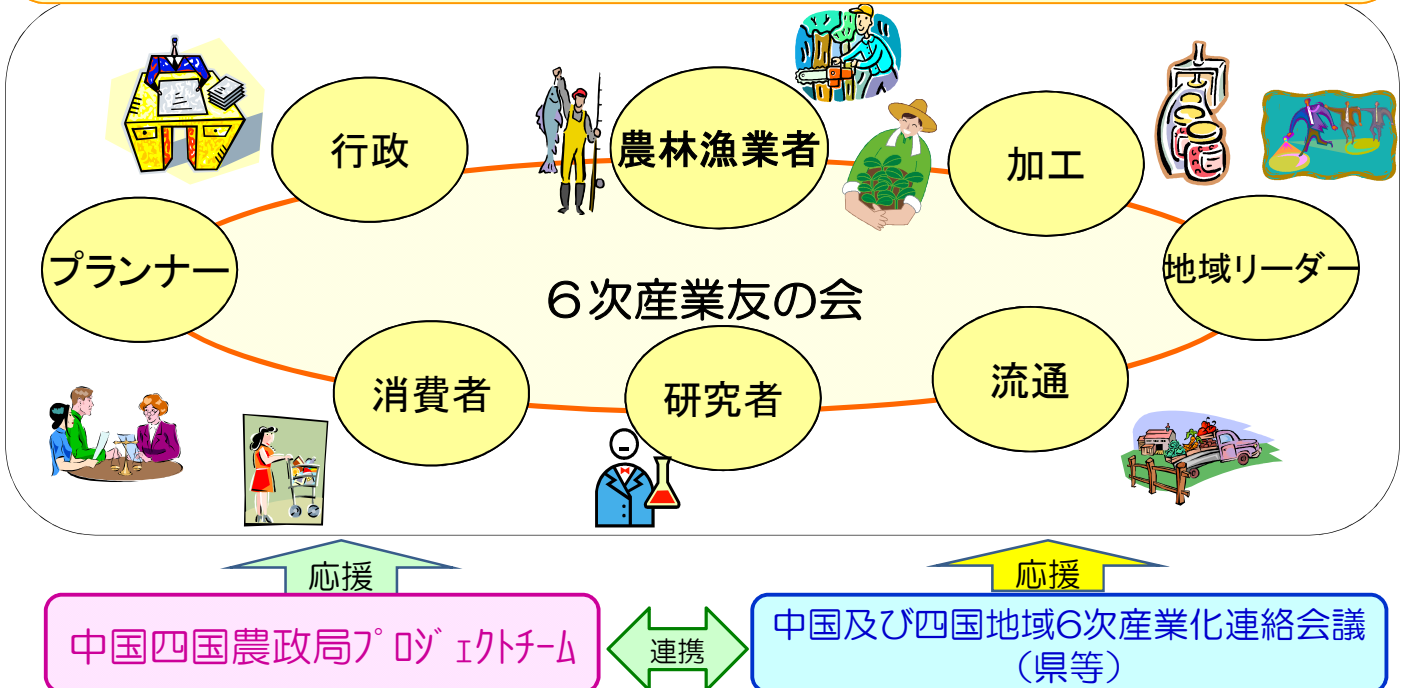 行政
農林漁業者
加工
プランナー
地域リーダー
６次産業友の会
消費者
研究者
流通
応援
応援
中国四国農政局ﾌﾟﾛｼﾞｪｸﾄﾁｰﾑ
連携
中国及び四国地域6次産業化連絡会議
（県等）